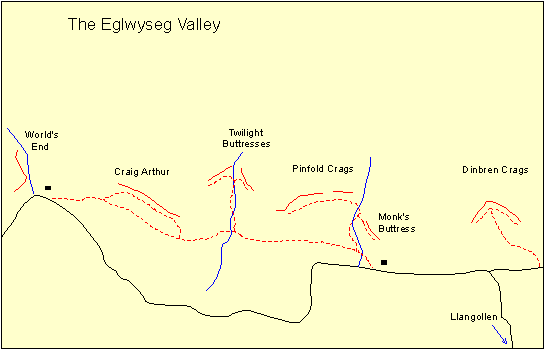 The Eglwyseg Valley
World's
End
Craig Arthur
Twilight
Buttresses
Pinfold Crags
Monk's
Buttress
Dinbren Crags
Llangollen